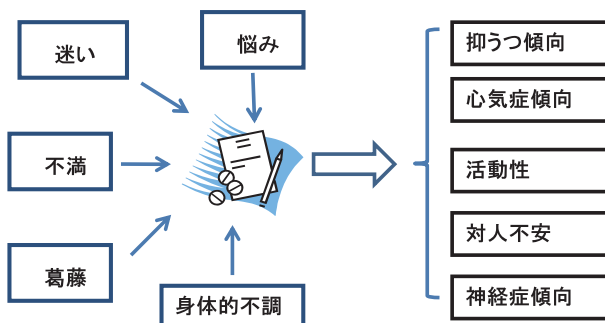 迷い
悩み
不満
葛藤
身体的不調
抑うつ傾向
心気症傾向
活動性
対人不安
神経症傾向